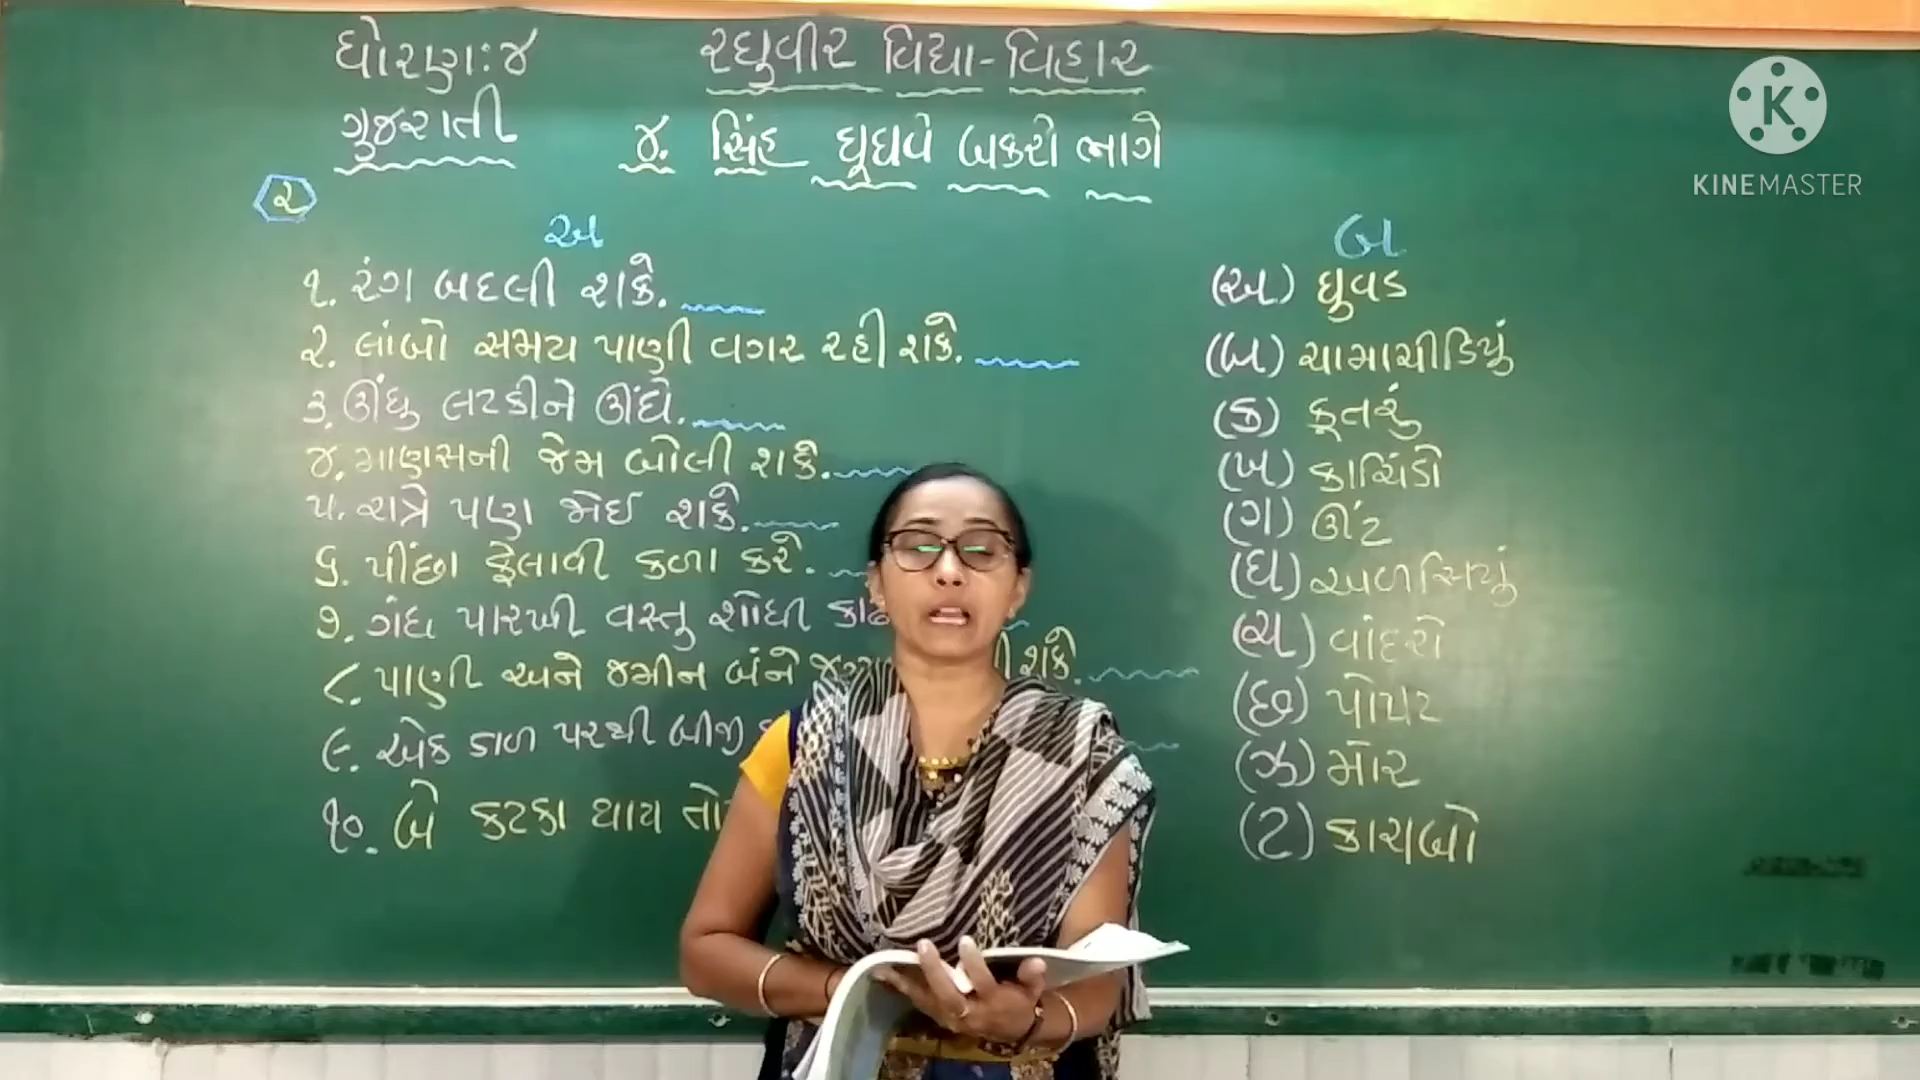 ધોરણઃ૪
ગુજરાતી
રઘુવીર વિદ્યા-વિહાર
૪. સિંહ ઘૂઘવે બકરો ભાગે
૨
અ
૧. રંગ બદલી શકે.
૨. લાંબો સમય પાણી વગર રહી શકે.
૩. ઊંધુ લટકીને ઊંઘે.
૪. માણસની જેમ બોલી શકે.
૫. રાત્રે પણ જોઈ શકે.
૬. પીંછા ફેલાવી કળા કરે.
૭. ગંધ પારખી વસ્તુ શોધી
૮. પાણી અને જમીન બંને શકે.
૯. એક ડાળ પરથી બીજી
૧૦. બે કટકા થાય
બ
(અ) ઘુવડ
(બ) ચામાચીડિયું
(ક) કૂતરું
(ખ) કાચિંડો
(ગ) ઊંટ
(ઘ) અળસિયું
(ચ) વાંદરો
(છ) પોપટ
(ઝ) મોર
(ટ) કાચબો
KINEMASTER